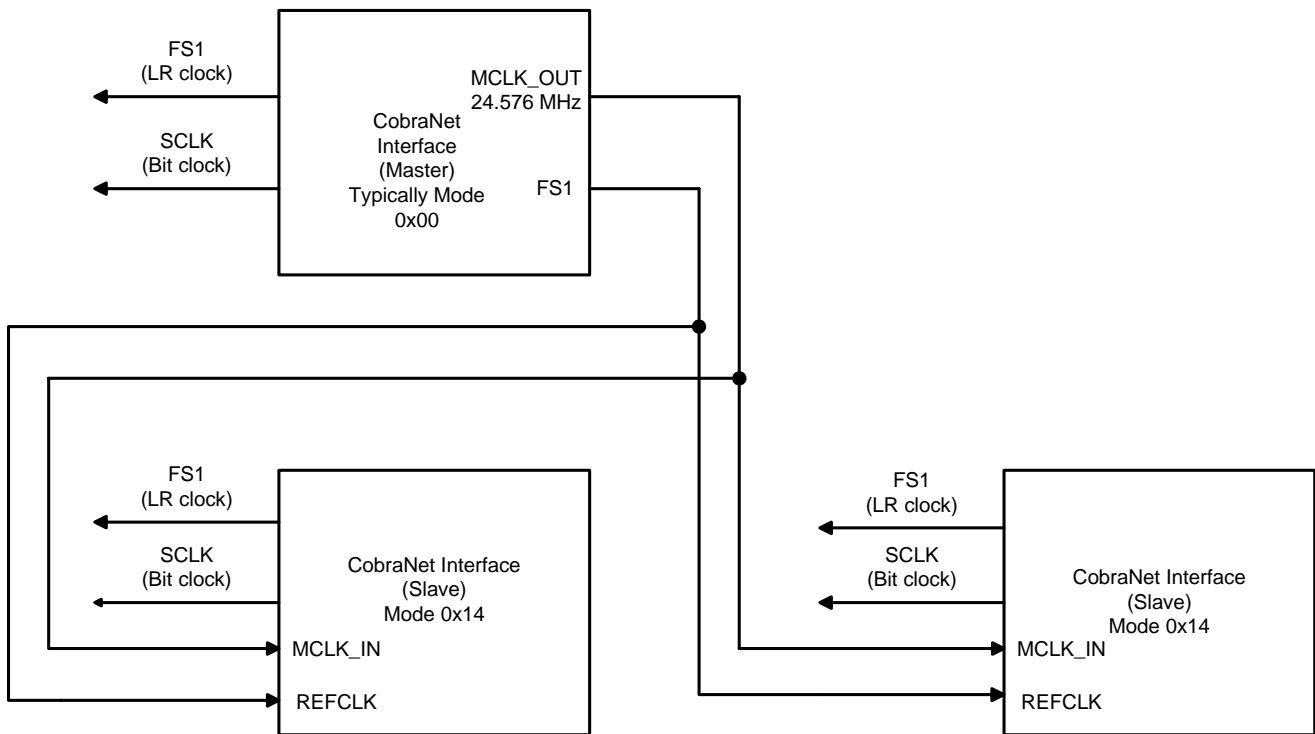 FS1
(LR clock)
SCLK
(Bit clock)
MCLK_OUT
24.576 MHz
CobraNet
Interface
(Master)
Typically Mode
0x00
FS1
FS1
(LR clock)
SCLK
(Bit clock)
CobraNet Interface
(Slave)
Mode 0x14
MCLK_IN
REFCLK
FS1
(LR clock)
SCLK
(Bit clock)
CobraNet Interface
(Slave)
Mode 0x14
MCLK_IN
REFCLK